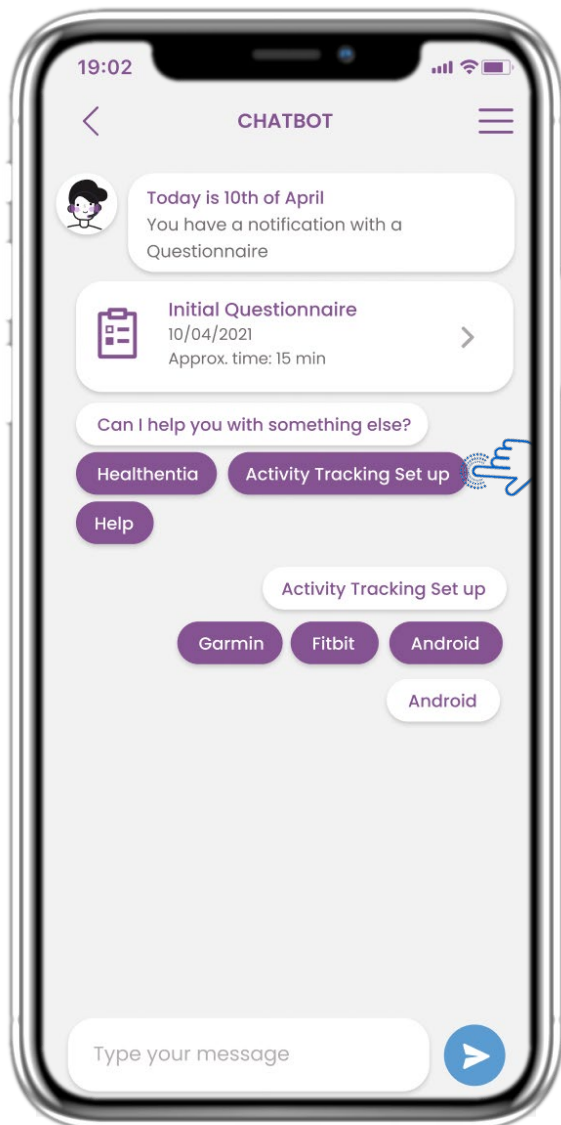 19:02
CHATBOT
Today is 10th of April
You have a notification with a
Questionnaire
Initial Questionnaire
10/04/2021
Approx. time: 15 min
Can I help you with something else?
Healthentia
Activity Tracking Set up
Help
Activity Tracking Set up
Garmin
Fitbit
Android
Android
Type your message